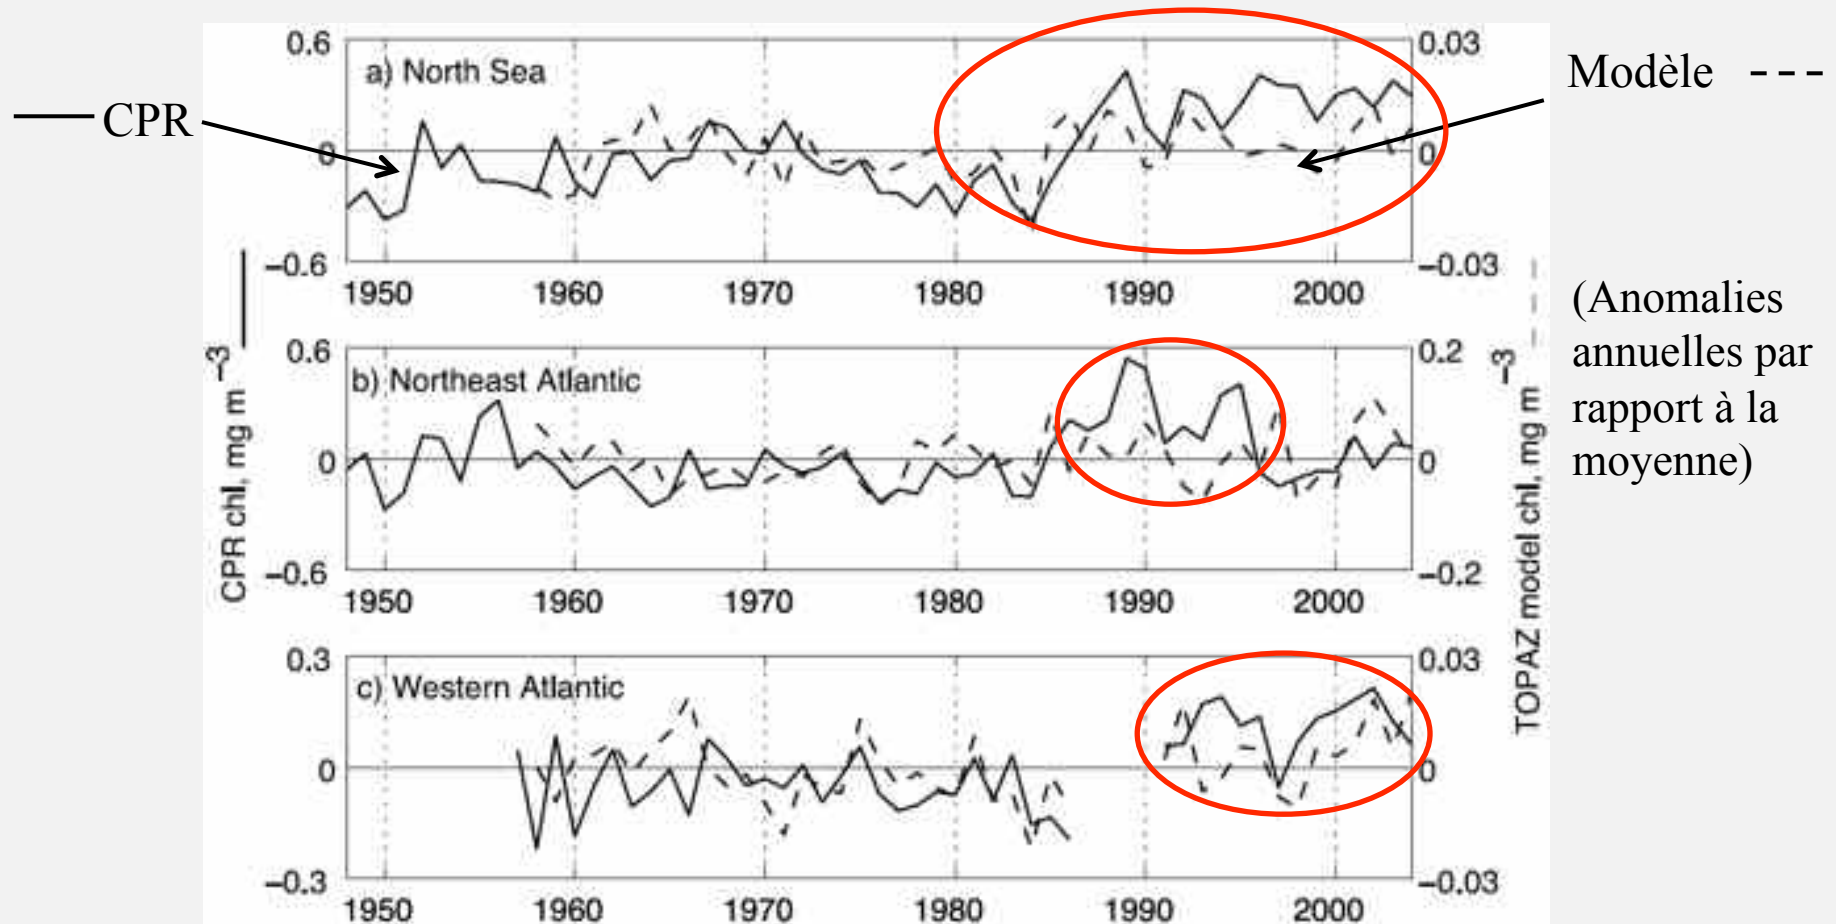 CPR
Modèle
(Anomalies
annuelles par
rapport à la
moyenne)
CPR chl, mg m−3
TOPAZ model chl, mg m−3
a) North Sea
0.6
0
−0.6
0.03
0
−0.03
1950 1960 1970 1980 1990 2000
b) Northeast Atlantic
0.6
0
−0.6
0.2
0
−0.2
1950 1960 1970 1980 1990 2000
c) Western Atlantic
0.3
0
−0.3
0.03
0
−0.03
1950 1960 1970 1980 1990 2000